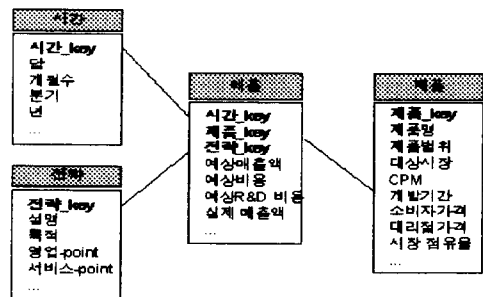 시간
시간_key
달
계절수
분기
년
...
전략
전략_key
설명
목적
영업-point
서비스-point
...
매출
시간_key
제품_key
전략_key
예상매출액
예상비용
예상R&D 비용
실제 매출액
...
제품
제품_key
제품명
제품범위
대상시장
CPM
개발기간
소비자가격
대리점가격
시장 점유율
...